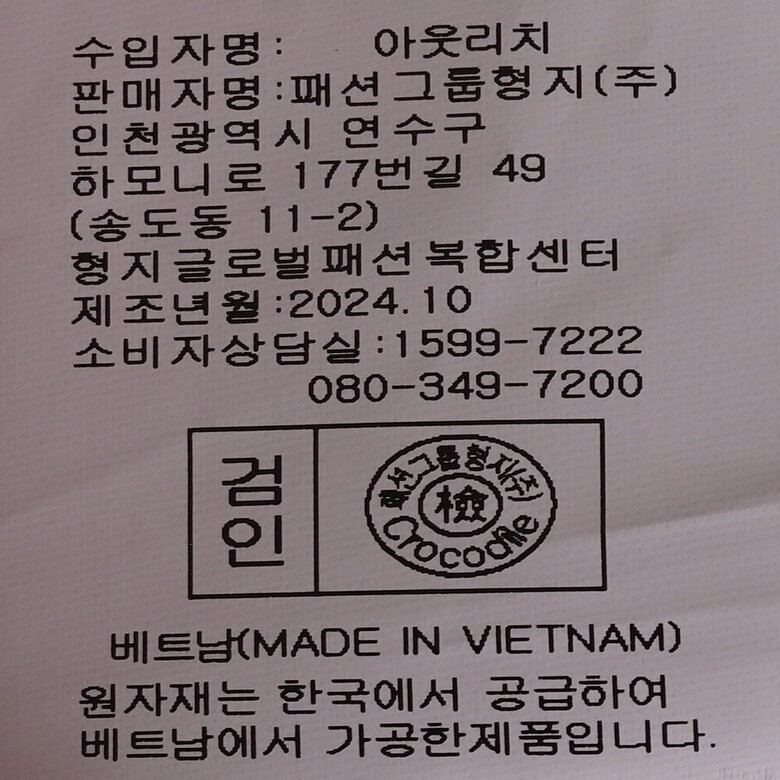 수입자명: 아웃리치
판매자명:패션그룹형지(주)
인천광역시 연수구
하모니로 177번길 49
(송도동 11-2)
형지글로벌패션복합센터
제조년월:2024.10
소비자상담실:1599-7222
080-349-7200
검인
패션그룹형지(주)
檢
Crocodile
베트남(MADE IN VIETNAM)
원자재는 한국에서 공급하여
베트남에서 가공한제품입니다.